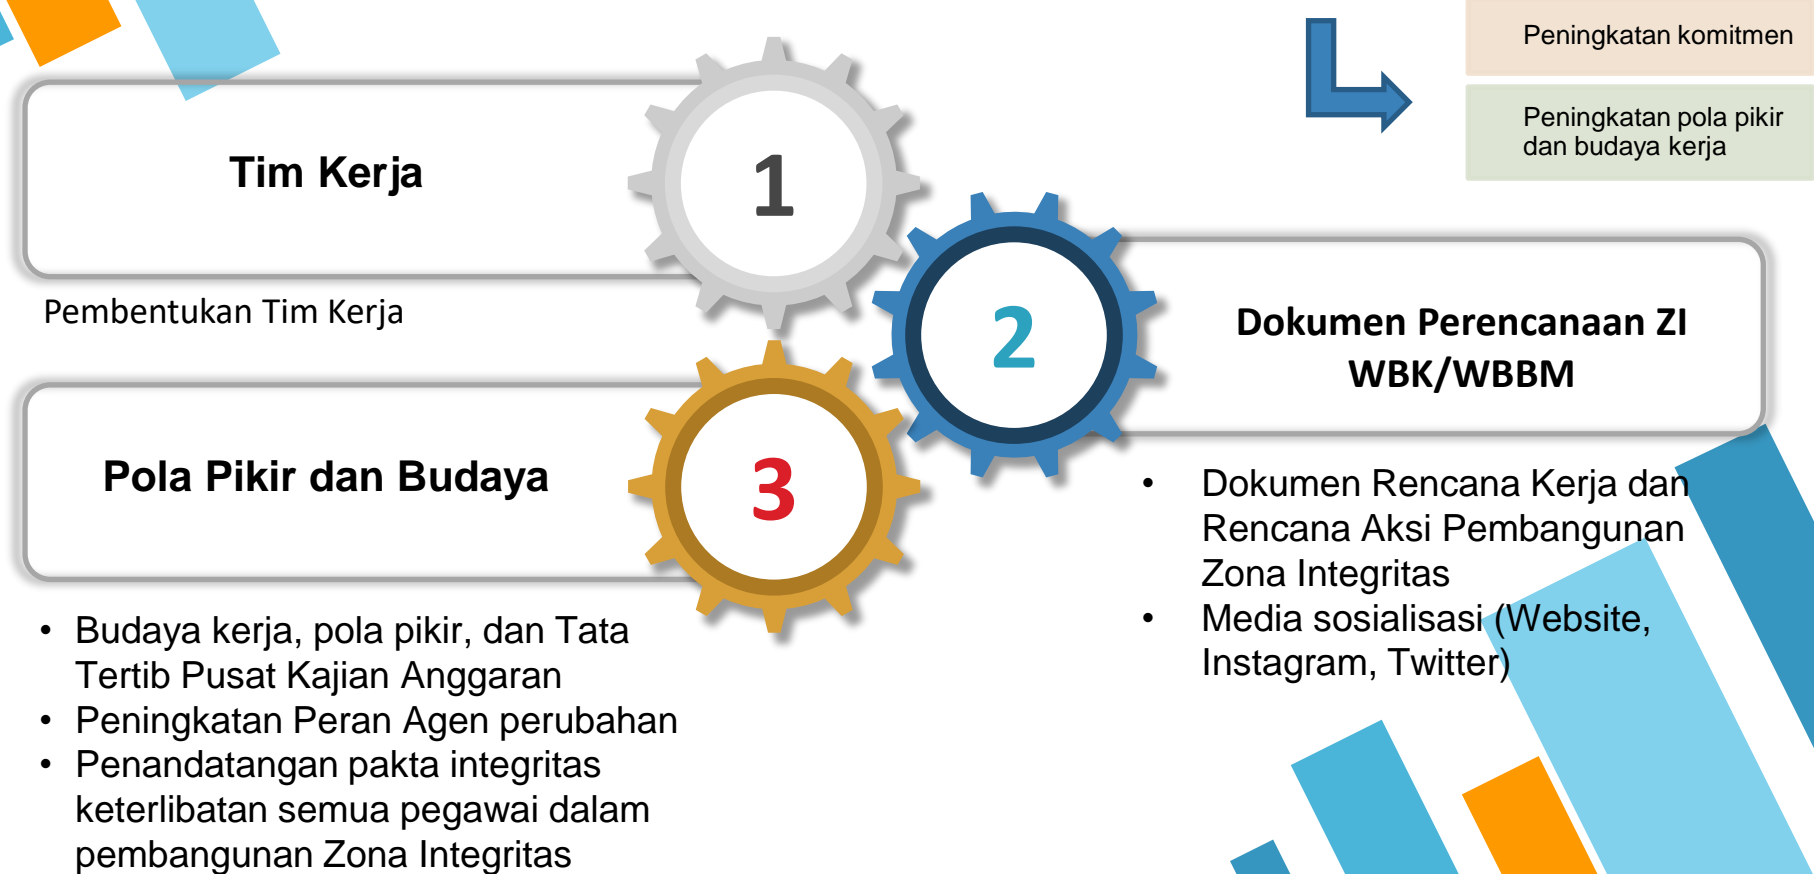 Peningkatan komitmen
Peningkatan pola pikir
dan budaya kerja
Tim Kerja
1
Pembentukan Tim Kerja
2
Dokumen Perencanaan ZI
WBK/WBBM
• Dokumen Rencana Kerja dan
Rencana Aksi Pembangunan
Zona Integritas
• Media sosialisasi (Website,
Instagram, Twitter)
Pola Pikir dan Budaya
3
• Budaya kerja, pola pikir, dan Tata
Tertib Pusat Kajian Anggaran
• Peningkatan Peran Agen perubahan
• Penandatangan pakta integritas
keterlibatan semua pegawai dalam
pembangunan Zona Integritas